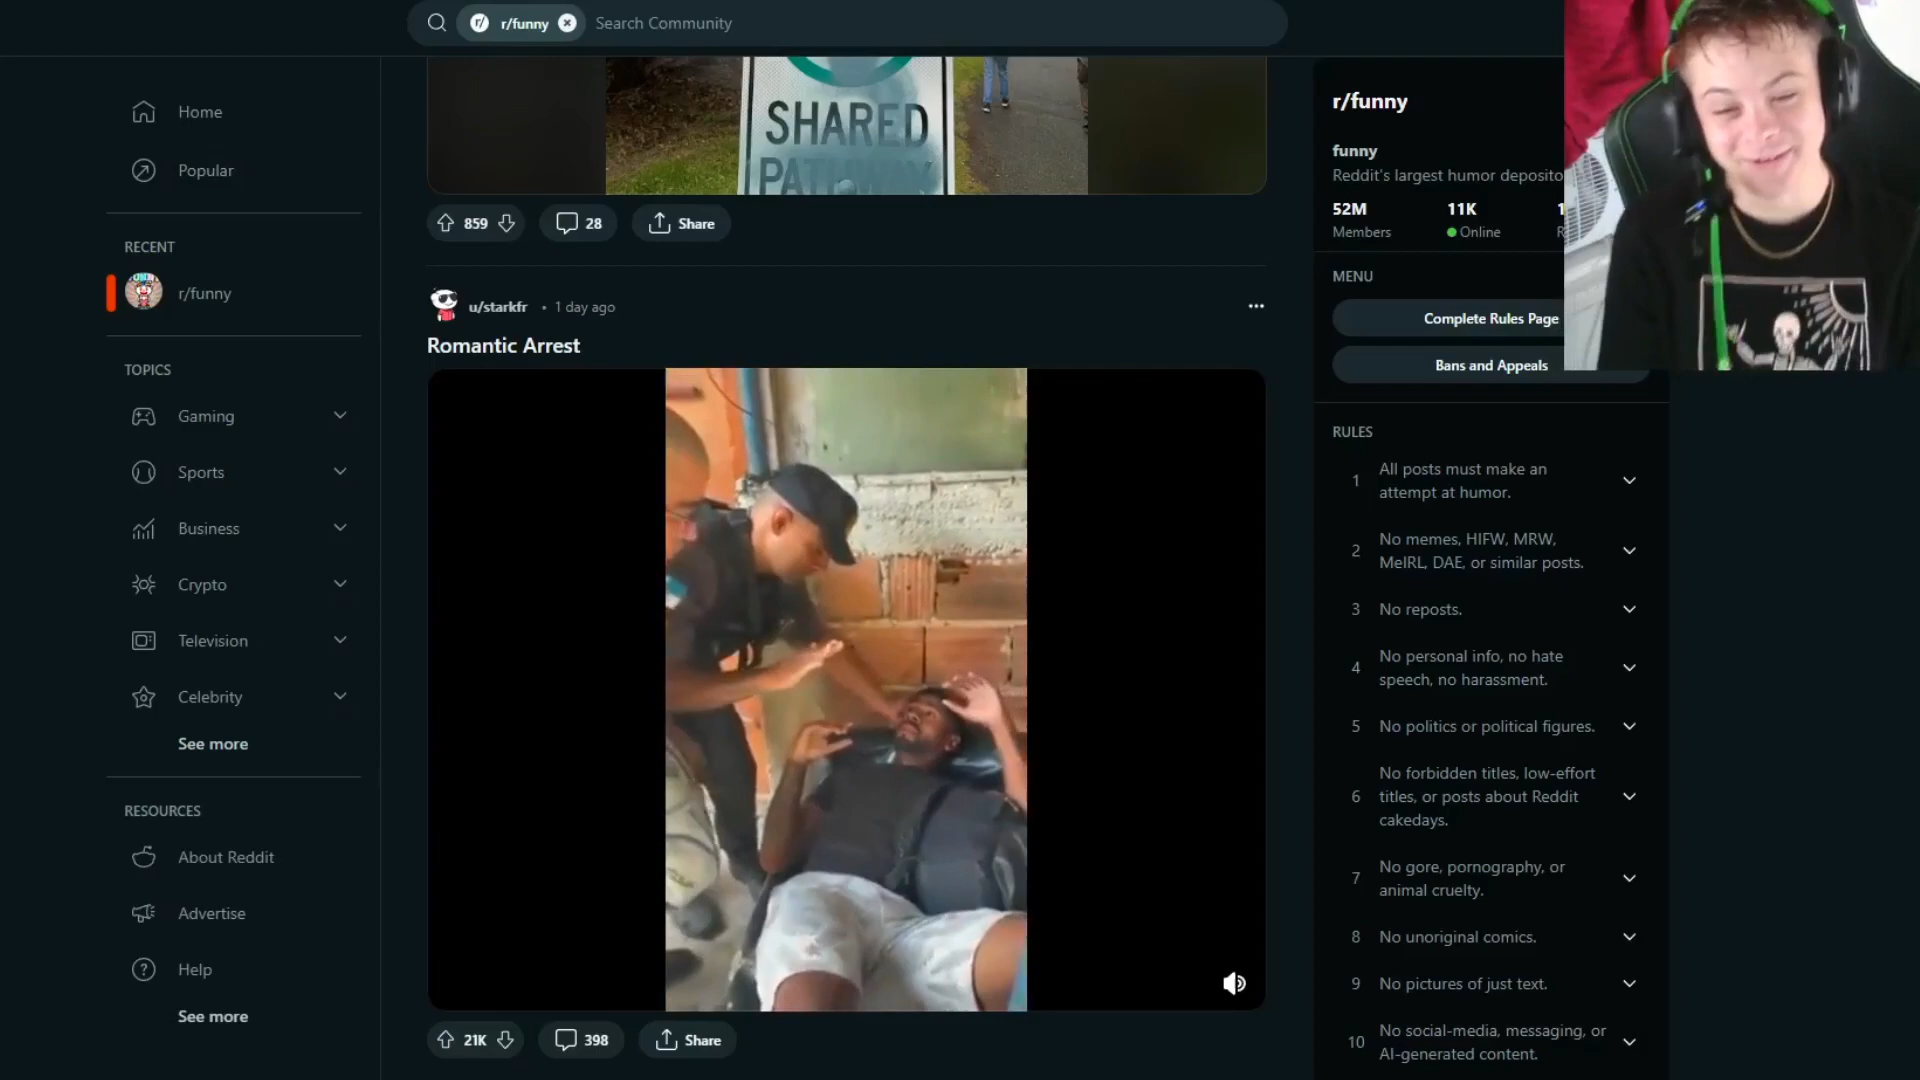 r/funny
Search Community
Home
Popular
RECENT
r/funny
TOPICS
Gaming
Sports
Business
Crypto
Television
Celebrity
See more
RESOURCES
About Reddit
Advertise
Help
See more
SHARED
PATHWAY
859
28
Share
u/starkfr • 1 day ago
Romantic Arrest
21K
398
Share
r/funny
funny
Reddit's largest humor deposito
52M
Members
11K
Online
MENU
Complete Rules Page
Bans and Appeals
RULES
1 All posts must make an
attempt at humor.
2 No memes, HIFW, MRW,
MeIRL, DAE, or similar posts.
3 No reposts.
4 No personal info, no hate
speech, no harassment.
5 No politics or political figures.
6 No forbidden titles, low-effort
titles, or posts about Reddit
cakedays.
7 No gore, pornography, or
animal cruelty.
8 No unoriginal comics.
9 No pictures of just text.
10 No social-media, messaging, or
AI-generated content.